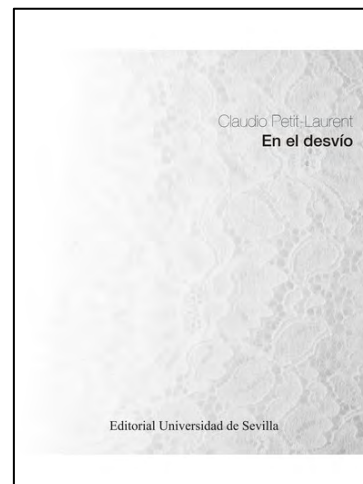 Claudio Petit-Laurent
En el desvío
Editorial Universidad de Sevilla